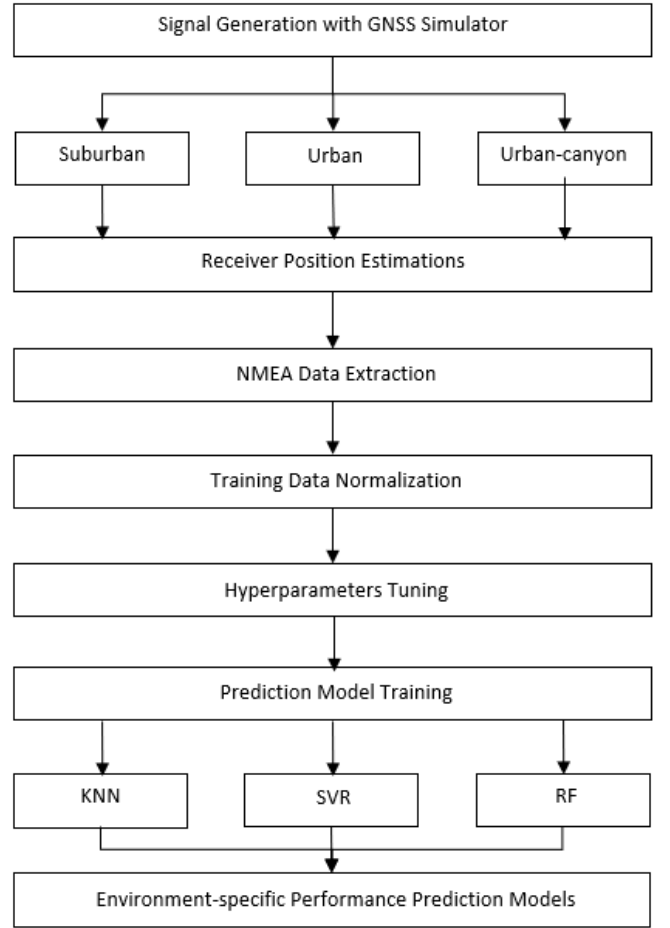 Signal Generation with GNSS Simulator
Suburban
Urban
Urban-canyon
Receiver Position Estimations
NMEA Data Extraction
Training Data Normalization
Hyperparameters Tuning
Prediction Model Training
KNN
SVR
RF
Environment-specific Performance Prediction Models